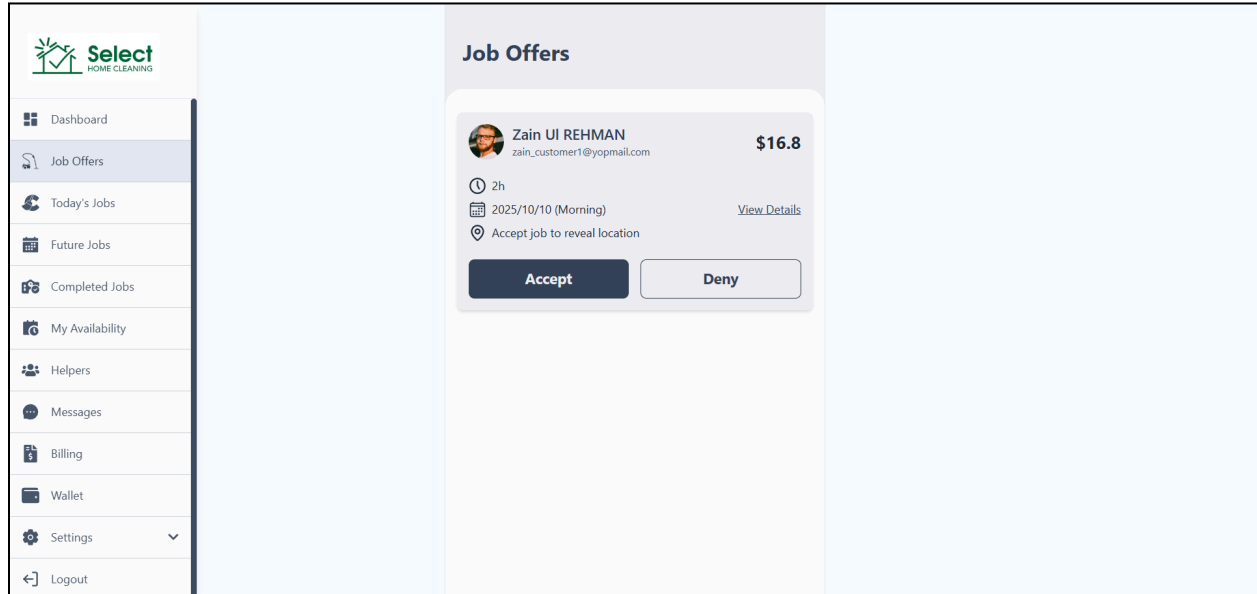 Select
HOME CLEANING
Dashboard
Job Offers
Today's Jobs
Future Jobs
Completed Jobs
My Availability
Helpers
Messages
Billing
Wallet
Settings
Logout
Job Offers
Zain Ul REHMAN
zain_customer1@yopmail.com
$16.8
2h
2025/10/10 (Morning)
View Details
Accept job to reveal location
Accept
Deny